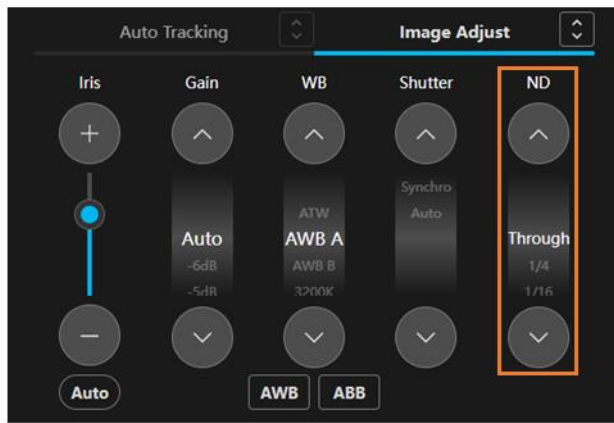 Auto Tracking
Image Adjust
Iris
Gain
WB
Shutter
ND
Synchro
ATW
Auto
Auto
AWB A
Through
-6dB
AWB B
1/4
-5dB
3200K
1/16
Auto
AWB
ABB